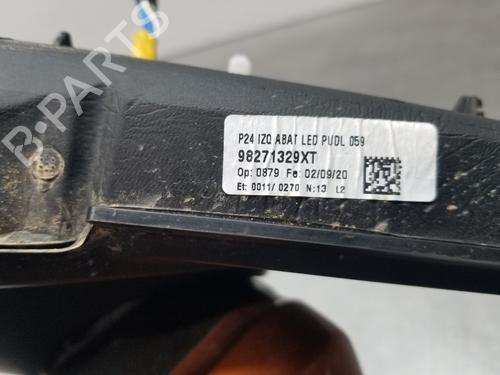 B-PARTS
P24 IZQ ABAT LED PUDL 059
98271329XT
Op: 0879 Fe: 02/09/20
Et: 0011/ 0270 N:13 L2